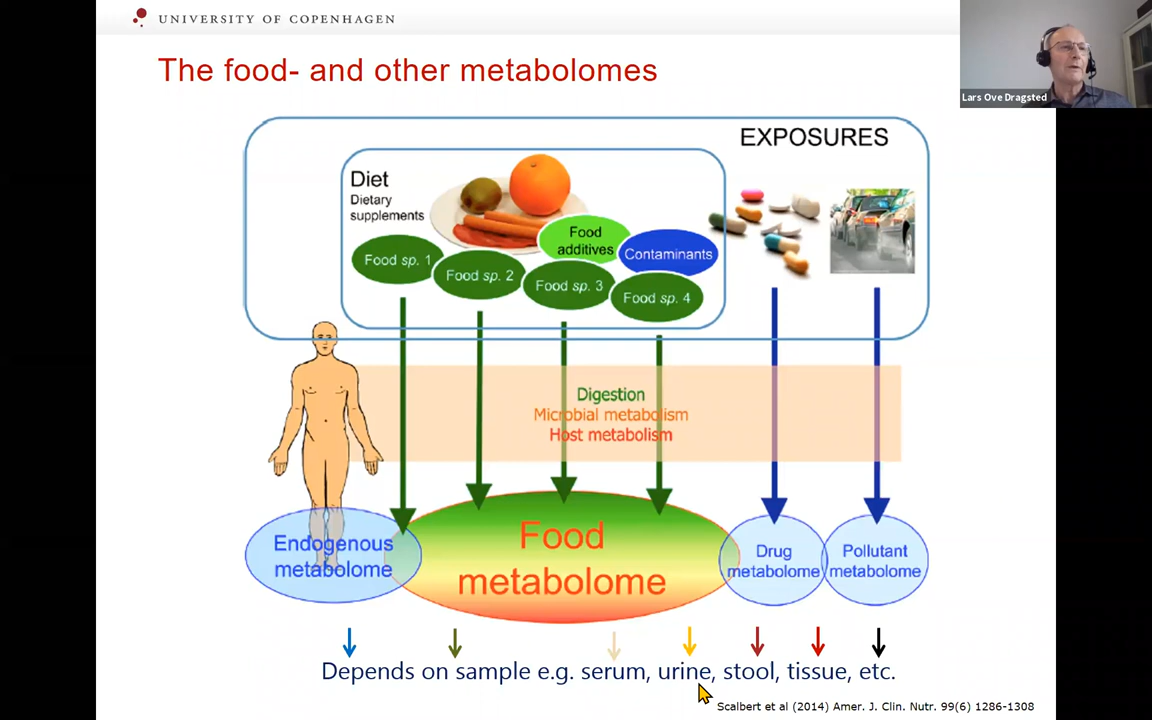 UNIVERSITY OF COPENHAGEN
The food- and other metabolomes
Lars Ove Dragsted
EXPOSURES
Diet
Dietary
supplements
Food
additives
Contaminants
Food sp. 1
Food sp. 2
Food sp. 3
Food sp. 4
Digestion
Microbial metabolism
Host metabolism
Endogenous
metabolome
Food
metabolome
Drug
metabolome
Pollutant
metabolome
Depends on sample e.g. serum, urine, stool, tissue, etc.
Scalbert et al (2014) Amer. J. Clin. Nutr. 99(6) 1286-1308